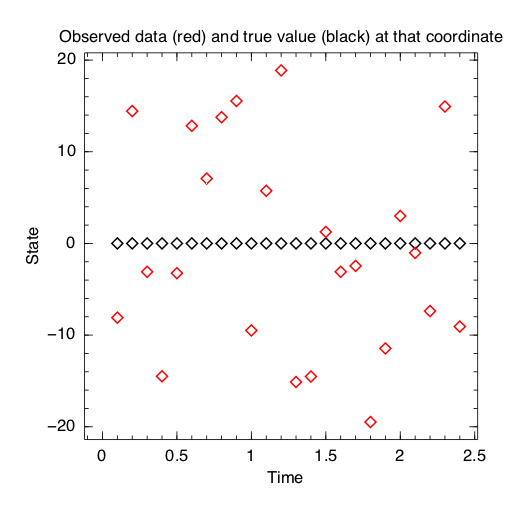 Observed data (red) and true value (black) at that coordinate
20
10
0
−10
−20
State
0 0.5 1 1.5 2 2.5
Time